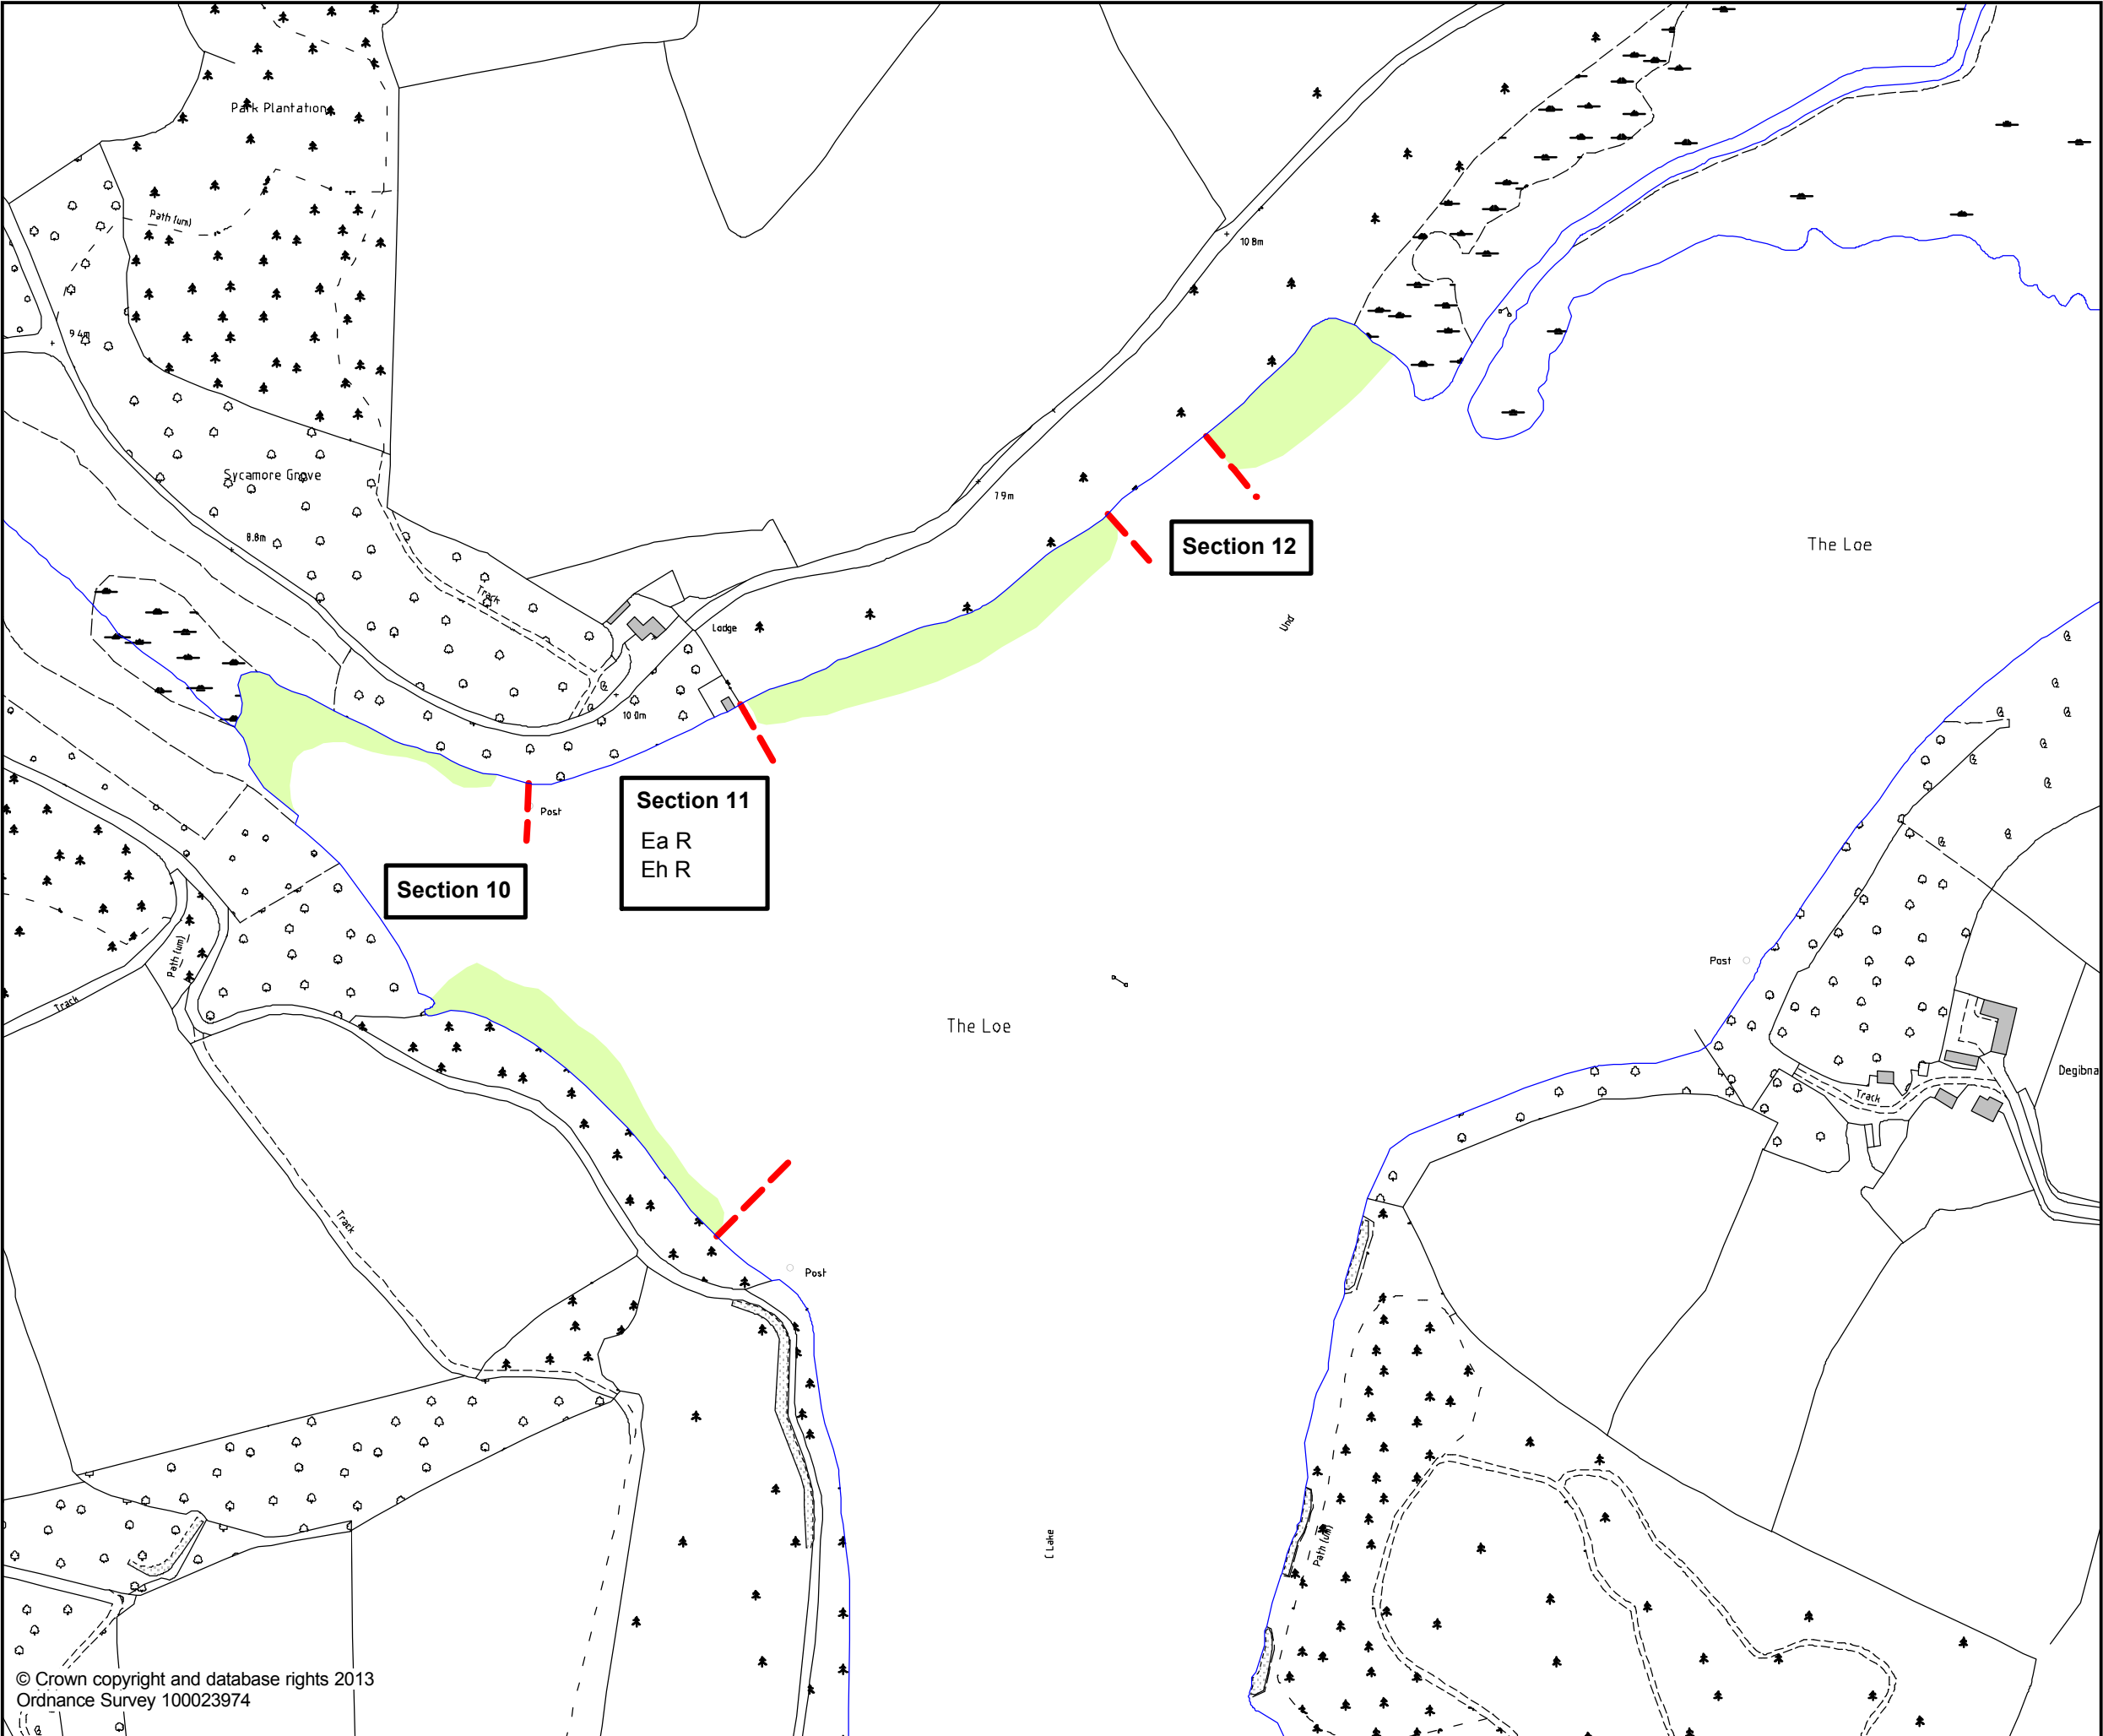 Park Plantation
Path (um)
10 8m
9 4m
Sycamore Grove
7 9m
8.8m
Section 12
The Loe
Track
Und
Lodge
10 0m
Section 11
Ea R
Eh R
Post
Section 10
Path (um)
Post
Track
The Loe
Degibna
Track
Track
Post
C Lake
Path (um)
© Crown copyright and database rights 2013
Ordnance Survey 100023974